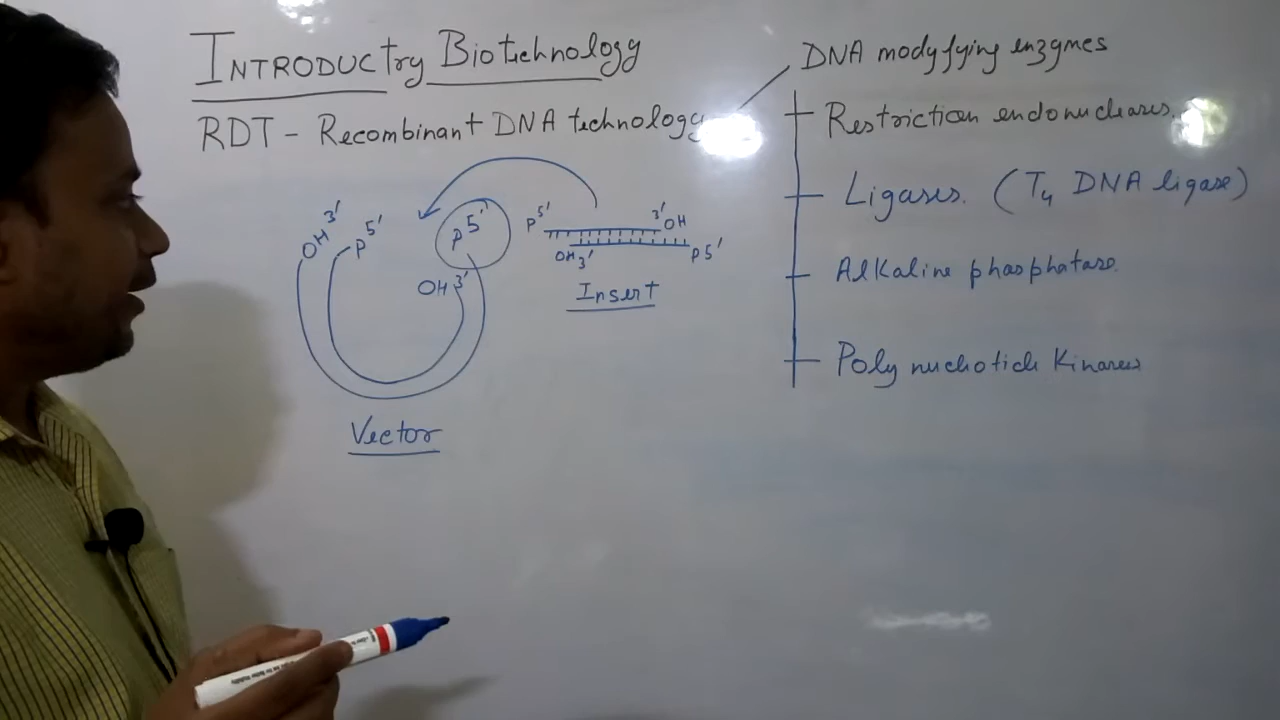 INTRODUCtry Biotechnology
RDT - Recombinant DNA technology
DNA modyfying enzymes
Restriction endonucleases.
Ligases. (T4 DNA ligase)
Alkaline phosphatase.
Poly nucleotide Kinases
OH 3'
P 5'
P 5'
OH 3'
P 5'
3' OH
OH 3'
P 5'
Insert
Vector